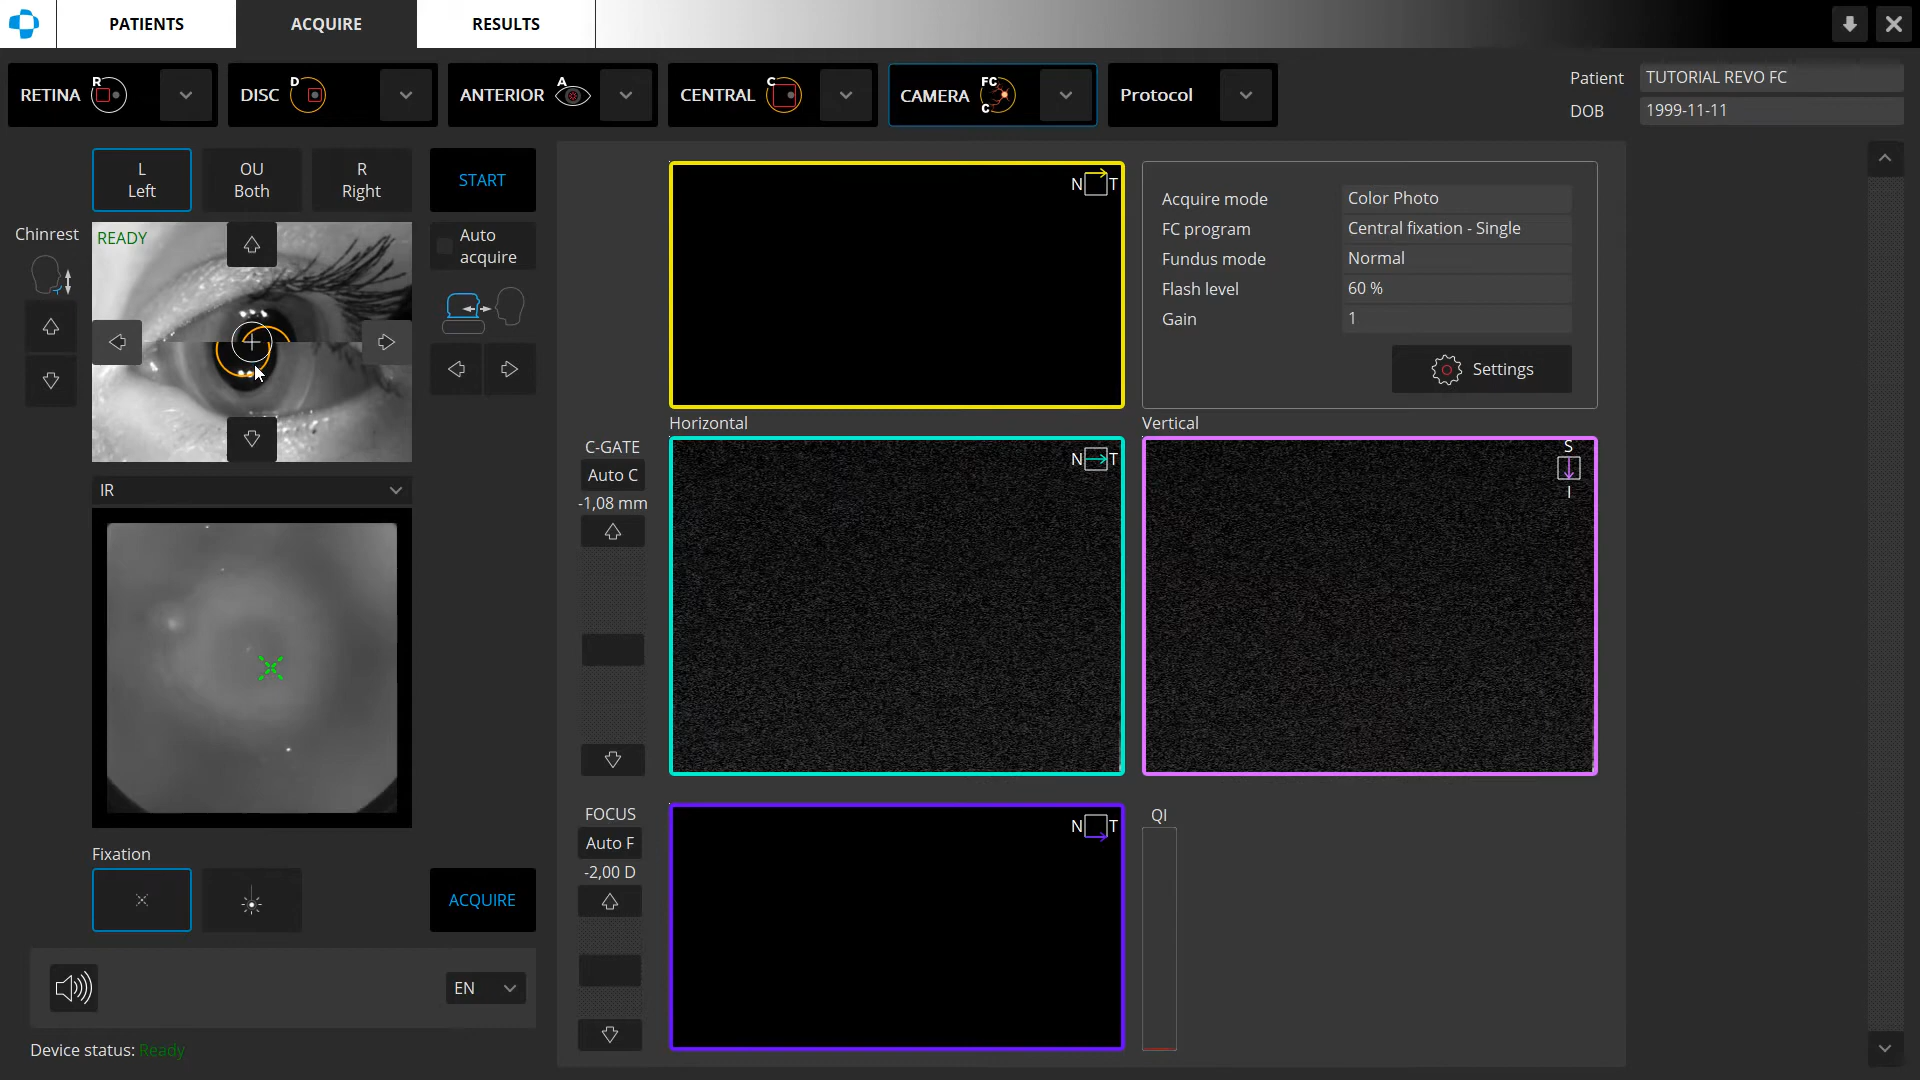 PATIENTS
ACQUIRE
RESULTS
RETINA R
DISC D
ANTERIOR A
CENTRAL C
CAMERA FC C
Protocol
Patient TUTORIAL REVO FC
DOB 1999-11-11
L
Left
OU
Both
R
Right
START
Chinrest
READY
Auto
acquire
N T
Acquire mode Color Photo
FC program Central fixation - Single
Fundus mode Normal
Flash level 60 %
Gain 1
Settings
Horizontal
Vertical
C-GATE
Auto C
-1,08 mm
N T
S
I
IR
FOCUS
Auto F
-2,00 D
N T
QI
Fixation
ACQUIRE
EN
Device status: Ready